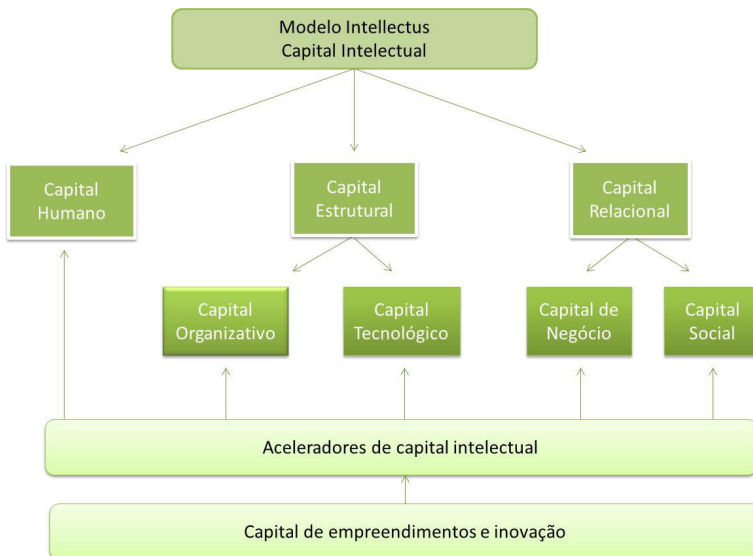 Modelo Intellectus
Capital Intelectual
Capital
Humano
Capital
Estrutural
Capital
Relacional
Capital
Organizativo
Capital
Tecnológico
Capital de
Negócio
Capital
Social
Aceleradores de capital intelectual
Capital de empreendimentos e inovação